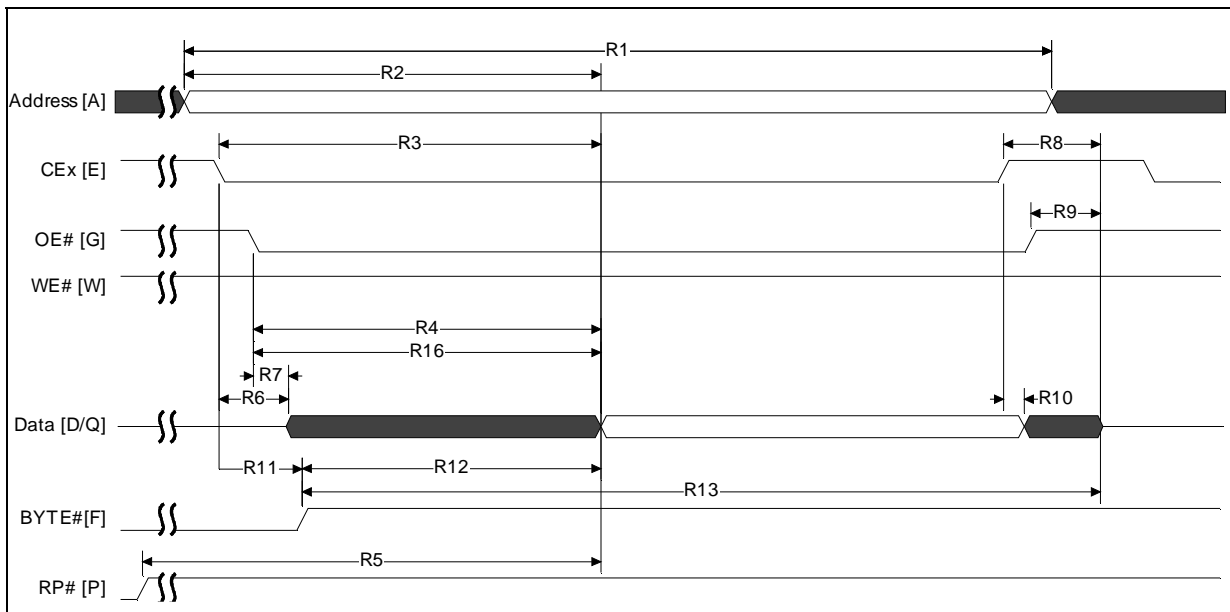 R1
R2
Address [A]
R3
R8
CEx [E]
R9
OE# [G]
WE# [W]
R4
R16
R7
R6
R10
Data [D/Q]
R11
R12
R13
BYTE#[F]
R5
RP# [P]